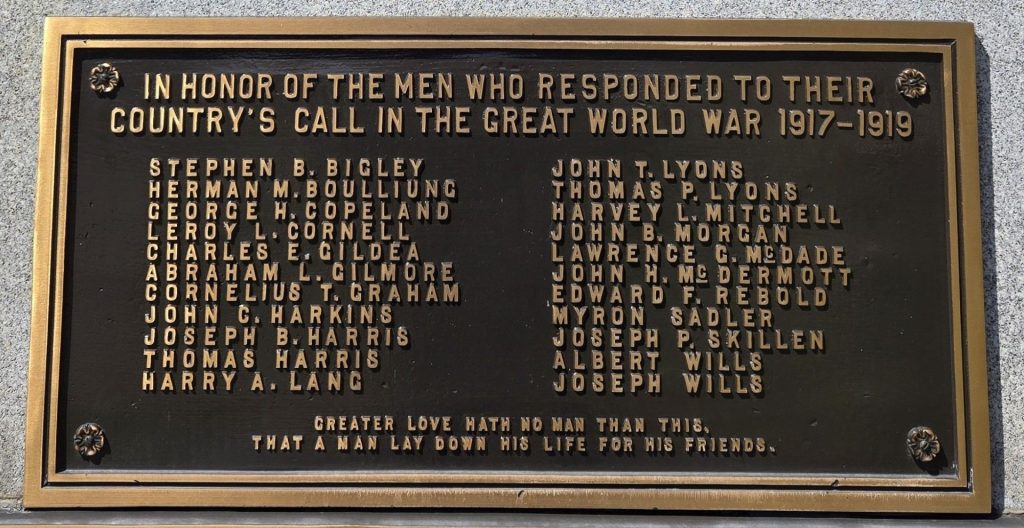 IN HONOR OF THE MEN WHO RESPONDED TO THEIR
COUNTRY'S CALL IN THE GREAT WORLD WAR 1917-1919
STEPHEN B. BIGLEY
HERMAN M. BOULLIUNG
GEORGE H. COPELAND
LEROY L. CORNELL
CHARLES E. GILDEA
ABRAHAM L. GILMORE
CORNELIUS T. GRAHAM
JOHN C. HARKINS
JOSEPH B. HARRIS
THOMAS HARRIS
HARRY A. LANG
JOHN T. LYONS
THOMAS P. LYONS
HARVEY L. MITCHELL
JOHN B. MORGAN
LAWRENCE G. McDADE
JOHN H. McDERMOTT
EDWARD F. REBOLD
MYRON SADLER
JOSEPH P. SKILLEN
ALBERT WILLS
JOSEPH WILLS
GREATER LOVE HATH NO MAN THAN THIS,
THAT A MAN LAY DOWN HIS LIFE FOR HIS FRIENDS.